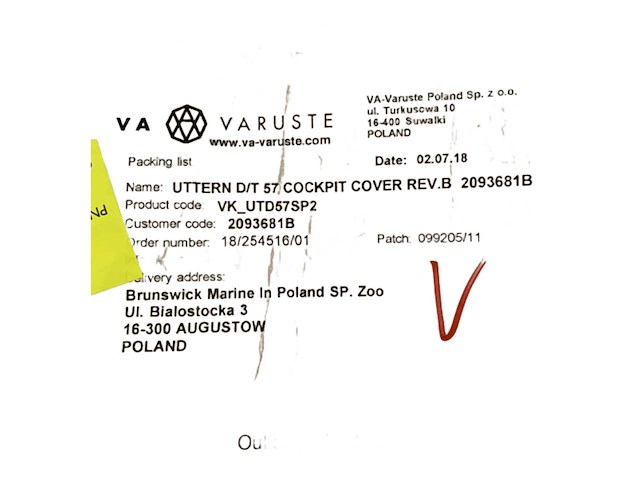 VA VARUSTE
www.va-varuste.com
VA-Varuste Poland Sp. z o.o.
ul. Turkusowa 10
16-400 Suwalki
POLAND
Packing list
Date: 02.07.18
Name: UTTERN D/T 57 COCKPIT COVER REV.B 2093681B
Product code: VK_UTD57SP2
Customer code: 2093681B
Order number: 18/254516/01
Patch: 099205/11
Delivery address:
Brunswick Marine In Poland SP. Zoo
Ul. Bialostocka 3
16-300 AUGUSTOW
POLAND
V